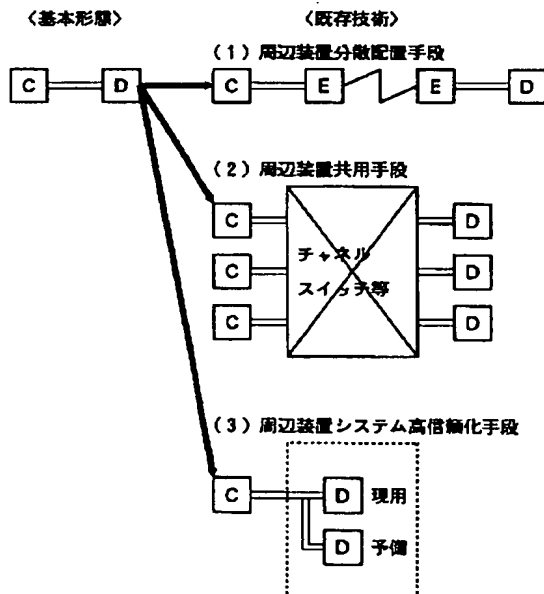 〈基本形態〉 〈既存技術〉
(1)周辺装置分散配置手段
C D C E E D
(2)周辺装置共用手段
C D
チャネル
C D
スイッチ等
C D
(3)周辺装置システム高信頼化手段
C D 現用
D 予備